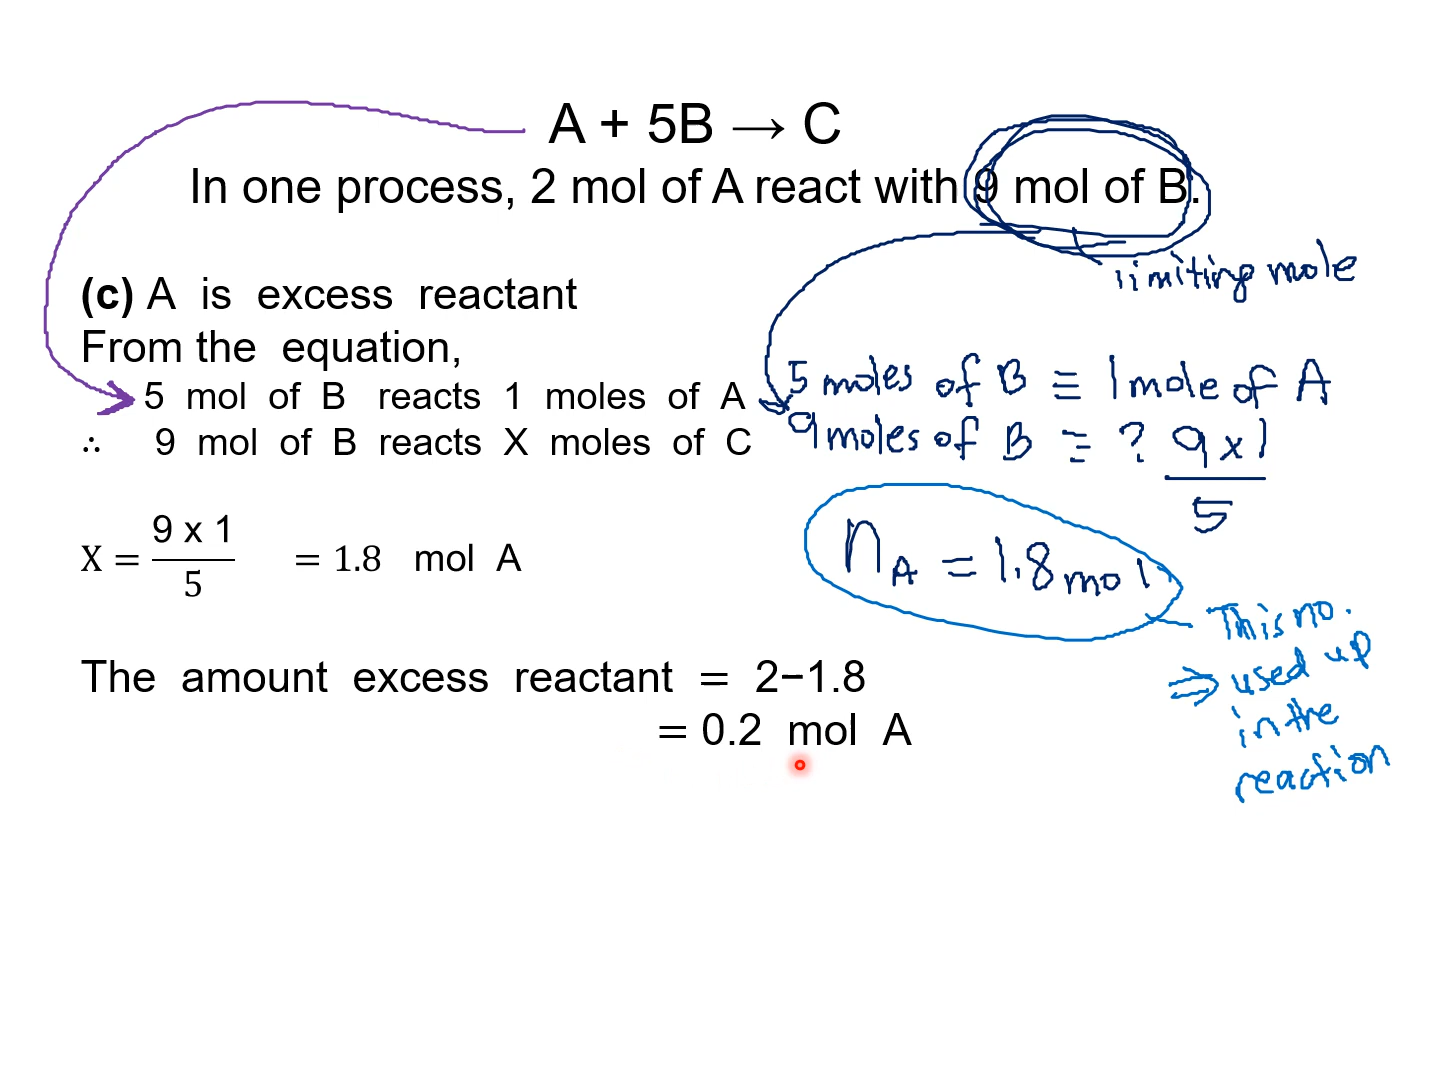 A + 5B → C
In one process, 2 mol of A react with 9 mol of B.
limiting mole
(c) A is excess reactant
From the equation,
5 mol of B reacts 1 moles of A
∴ 9 mol of B reacts X moles of C
5 moles of B ≡ 1 mole of A
9 moles of B ≡ ? 9 x 1
5
X = 9 x 1 / 5 = 1.8 mol A
nA = 1.8 mol
This no.
⇒ used up
in the
reaction
The amount excess reactant = 2−1.8
= 0.2 mol A